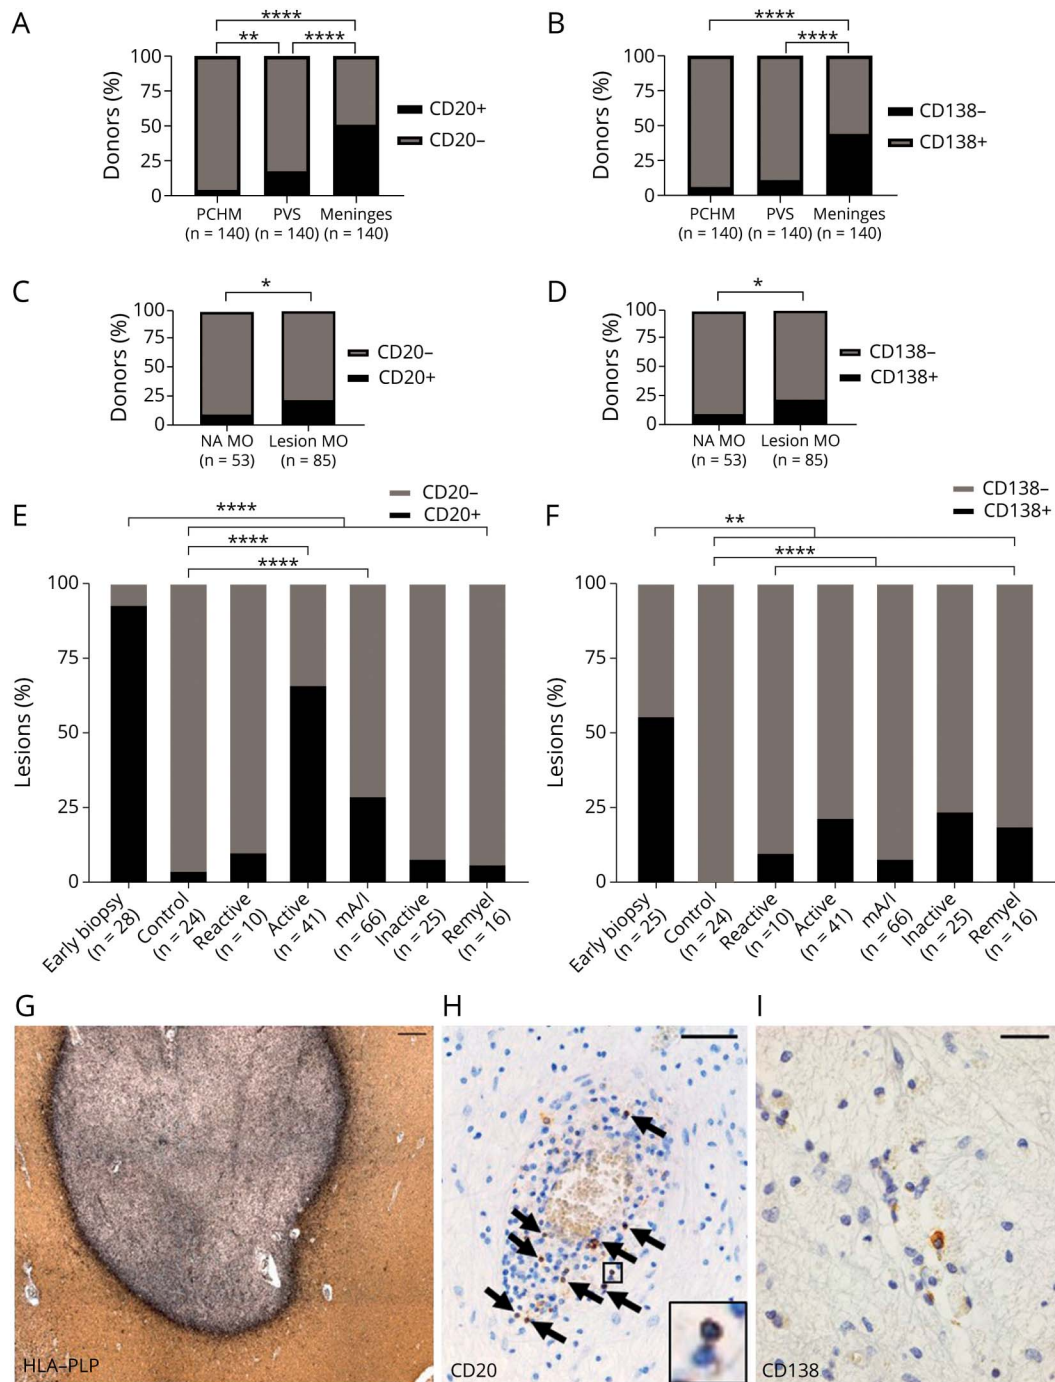 A
****
** ****
100
75
50
25
0
Donors (%)
CD20+
CD20–
PCHM PVS Meninges
(n = 140) (n = 140) (n = 140)
B
****
****
100
75
50
25
0
Donors (%)
CD138–
CD138+
PCHM PVS Meninges
(n = 140) (n = 140) (n = 140)
C
*
100
75
50
25
0
Donors (%)
CD20–
CD20+
NA MO Lesion MO
(n = 53) (n = 85)
D
*
100
75
50
25
0
Donors (%)
CD138–
CD138+
NA MO Lesion MO
(n = 53) (n = 85)
E
CD20–
CD20+
****
****
****
100
75
50
25
0
Lesions (%)
Early biopsy
(n = 28)
Control
(n = 24)
Reactive
(n = 10)
Active
(n = 41)
mA/I
(n = 66)
Inactive
(n = 25)
Remyel
(n = 16)
F
CD138–
CD138+
**
****
100
75
50
25
0
Lesions (%)
Early biopsy
(n = 25)
Control
(n = 24)
Reactive
(n =10)
Active
(n = 41)
mA/I
(n = 66)
Inactive
(n = 25)
Remyel
(n = 16)
G
HLA–PLP
H
CD20
I
CD138